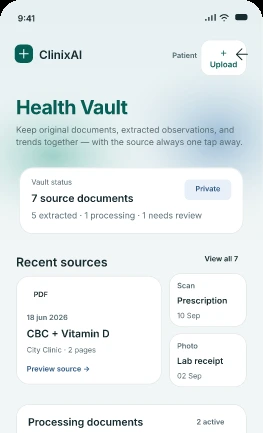 9:41
ClinixAI
Patient
+
Upload
Health Vault
Keep original documents, extracted observations, and
trends together — with the source always one tap away.
Vault status
7 source documents
Private
5 extracted · 1 processing · 1 needs review
Recent sources
View all 7
PDF
18 jun 2026
CBC + Vitamin D
City Clinic · 2 pages
Preview source →
Scan
Prescription
10 Sep
Photo
Lab receipt
02 Sep
Processing documents
2 active